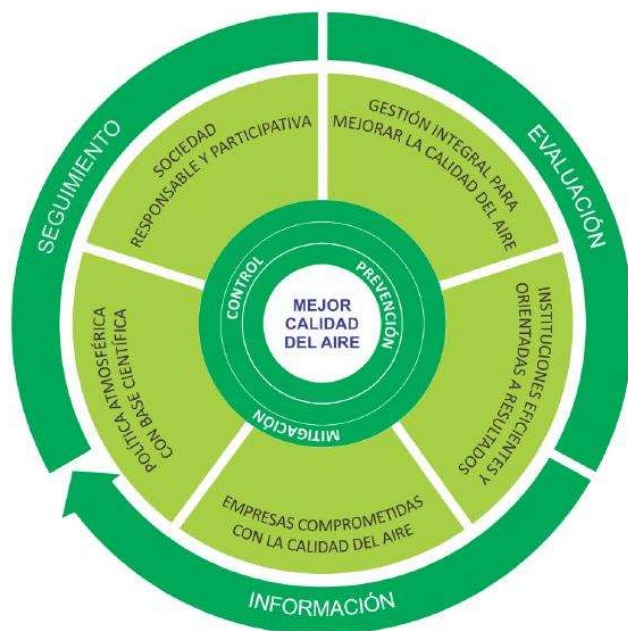 SEGUIMIENTO
EVALUACIÓN
INFORMACIÓN
SOCIEDAD
RESPONSABLE Y PARTICIPATIVA
GESTIÓN INTEGRAL PARA
MEJORAR LA CALIDAD DEL AIRE
INSTITUCIONES EFICIENTES Y
ORIENTADAS A RESULTADOS
EMPRESAS COMPROMETIDAS
CON LA CALIDAD DEL AIRE
POLÍTICA ATMOSFÉRICA
CON BASE CIENTÍFICA
CONTROL
PREVENCIÓN
MITIGACIÓN
MEJOR
CALIDAD
DEL AIRE